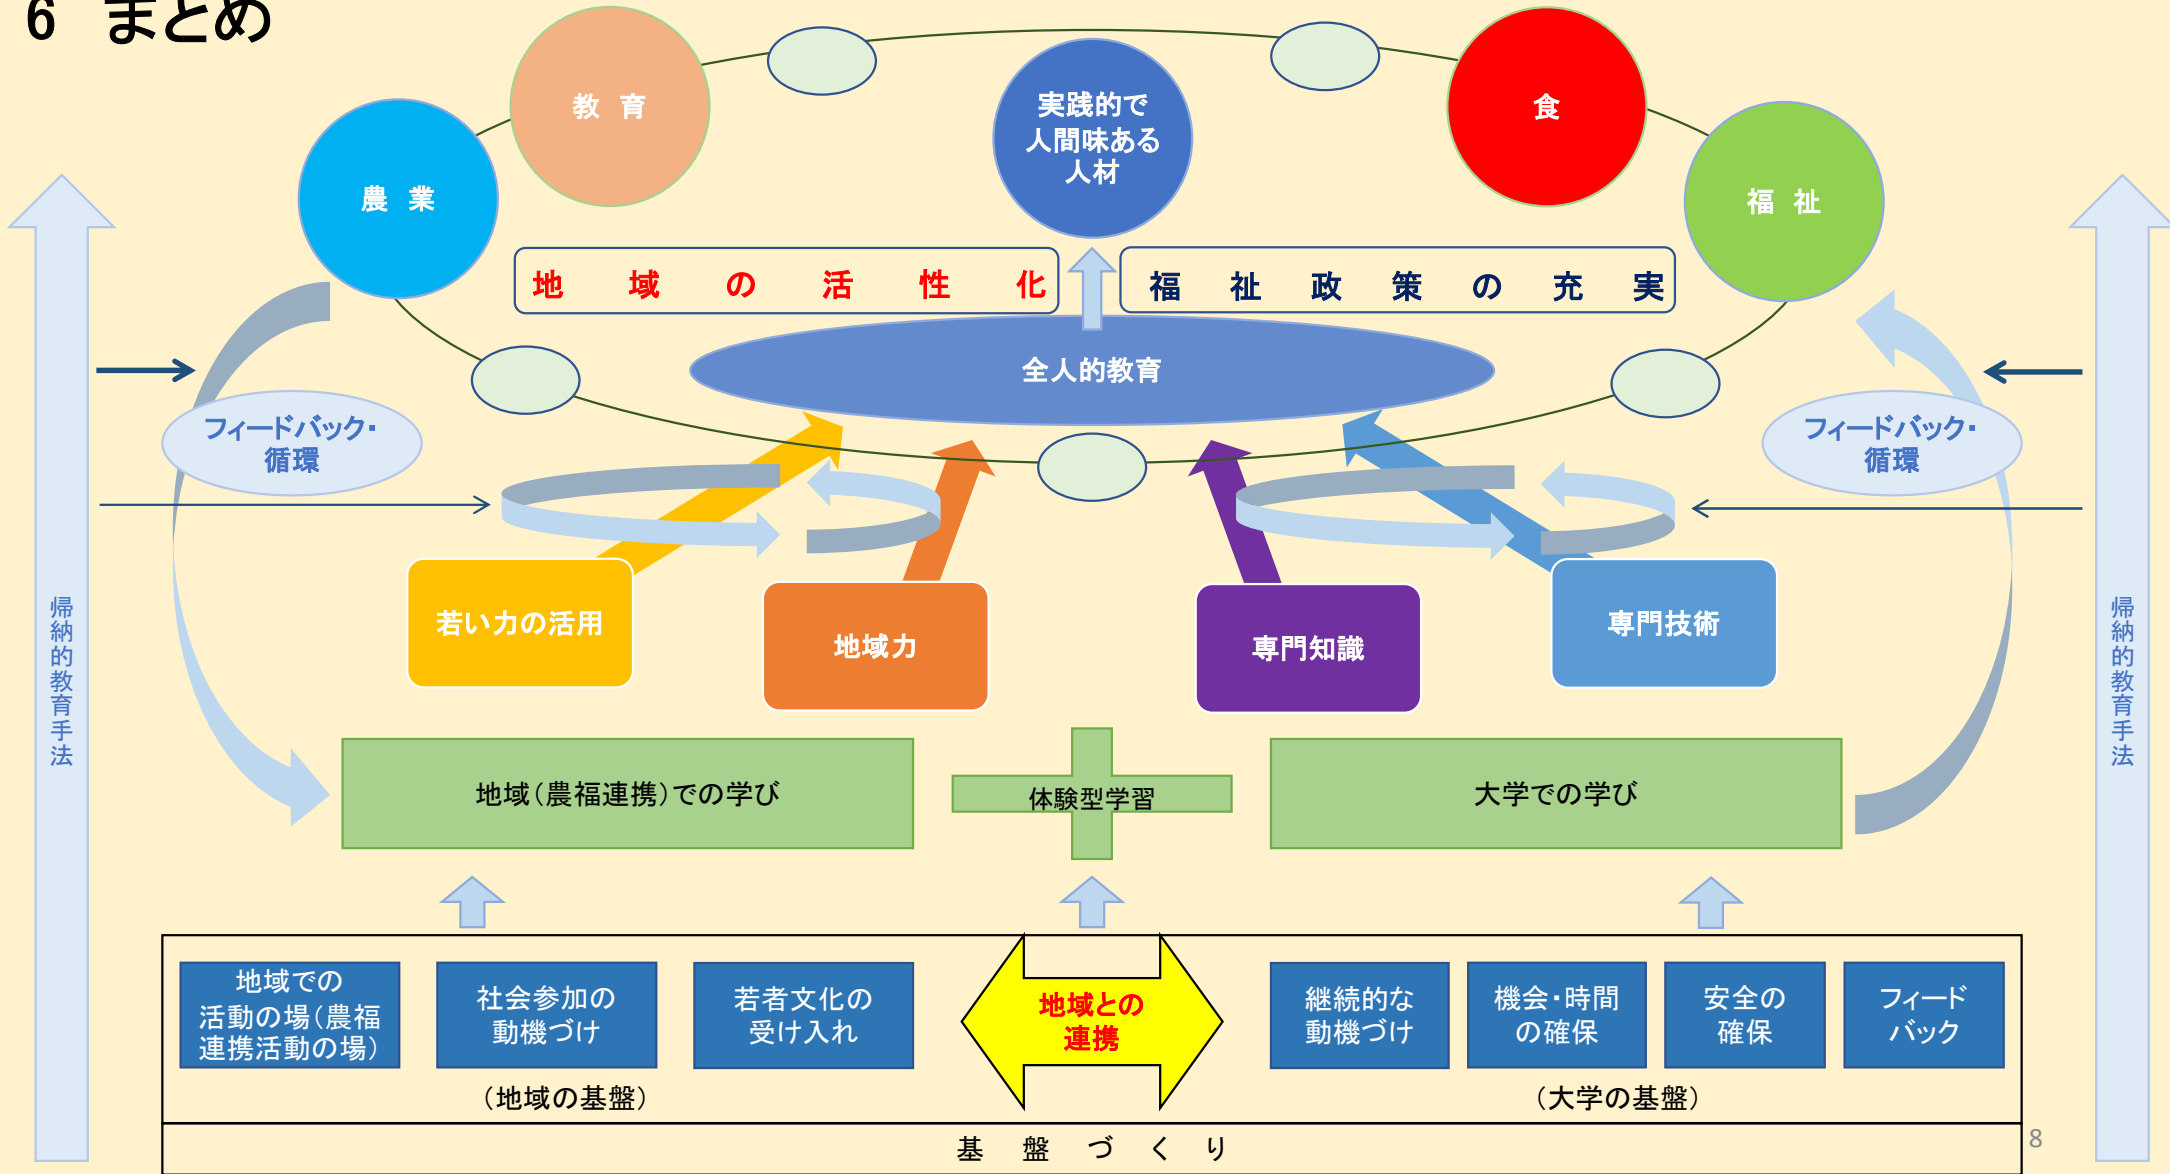 6 まとめ
教 育
実践的で
人間味ある
人材
食
農 業
福 祉
地域の活性化
福祉政策の充実
全人的教育
フィードバック・
循環
フィードバック・
循環
帰納的教育手法
帰納的教育手法
若い力の活用
地域力
専門知識
専門技術
地域（農福連携）での学び
体験型学習
大学での学び
地域での
活動の場（農福
連携活動の場）
社会参加の
動機づけ
若者文化の
受け入れ
地域との
連携
継続的な
動機づけ
機会・時間
の確保
安全の
確保
フィード
バック
（地域の基盤）
（大学の基盤）
基盤づくり
8